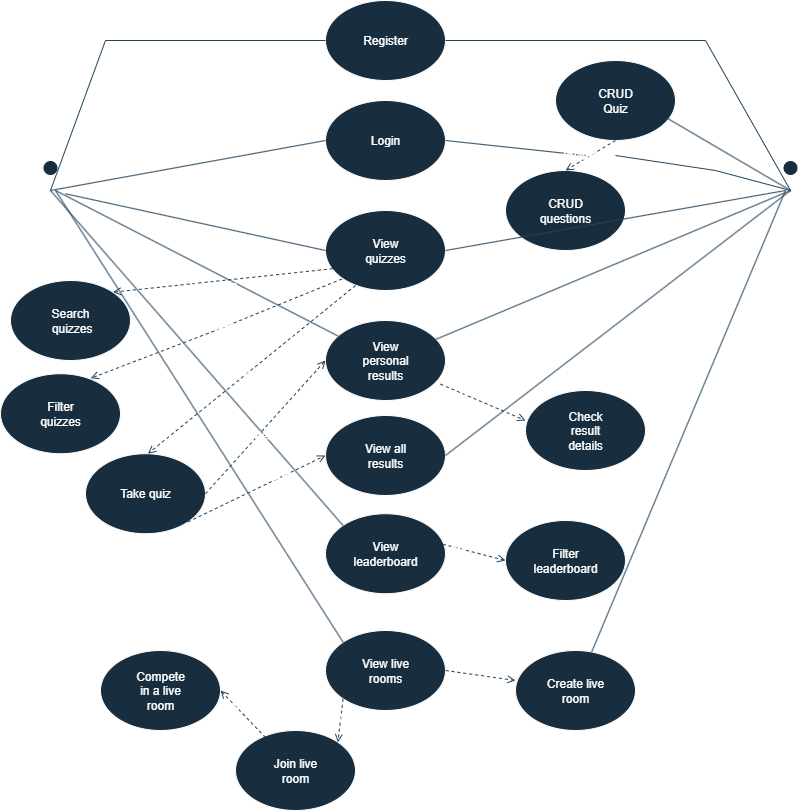 Register
CRUD
Quiz
Login
CRUD
questions
View
quizzes
Search
quizzes
View
personal
results
Filter
quizzes
Check
result
details
View all
results
Take quiz
View
leaderboard
Filter
leaderboard
View live
rooms
Compete
in a live
room
Create live
room
Join live
room